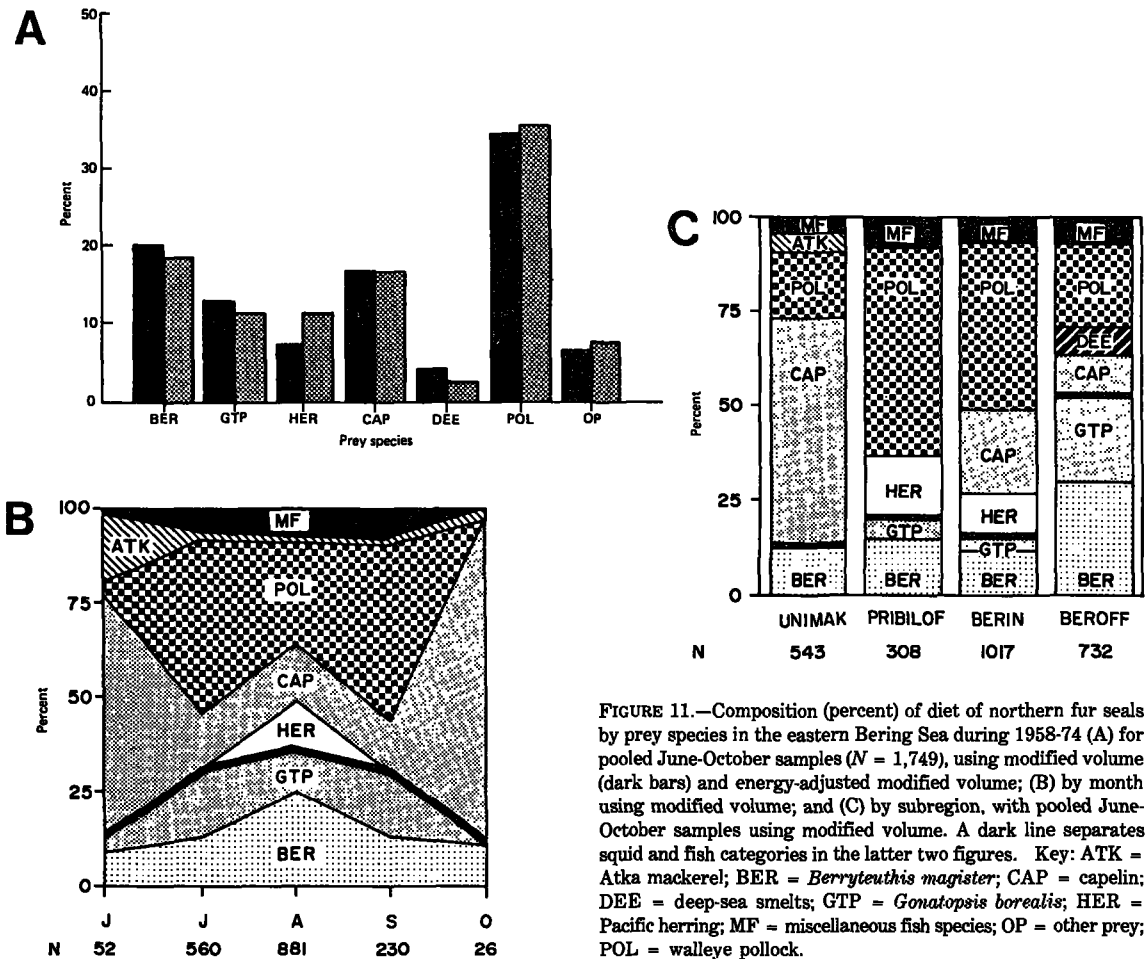 A
50
40
30
20
10
0
Percent
BER GTP HER CAP DEE POL OP
Prey species
B
100
75
50
25
0
Percent
MF
ATK
POL
CAP
HER
GTP
BER
J J A S O
N 52 560 881 230 26
C
100
75
50
25
0
Percent
MF MF MF MF
ATK
POL POL POL POL
DEE
CAP CAP CAP
HER HER
GTP GTP GTP
BER BER BER BER
UNIMAK PRIBILOF BERIN BEROFF
N 543 308 1017 732
FIGURE 11.—Composition (percent) of diet of northern fur seals
by prey species in the eastern Bering Sea during 1958-74 (A) for
pooled June-October samples (N = 1,749), using modified volume
(dark bars) and energy-adjusted modified volume; (B) by month
using modified volume; and (C) by subregion, with pooled June-
October samples using modified volume. A dark line separates
squid and fish categories in the latter two figures. Key: ATK =
Atka mackerel; BER = Berryteuthis magister; CAP = capelin;
DEE = deep-sea smelts; GTP = Gonatopsis borealis; HER =
Pacific herring; MF = miscellaneous fish species; OP = other prey;
POL = walleye pollock.